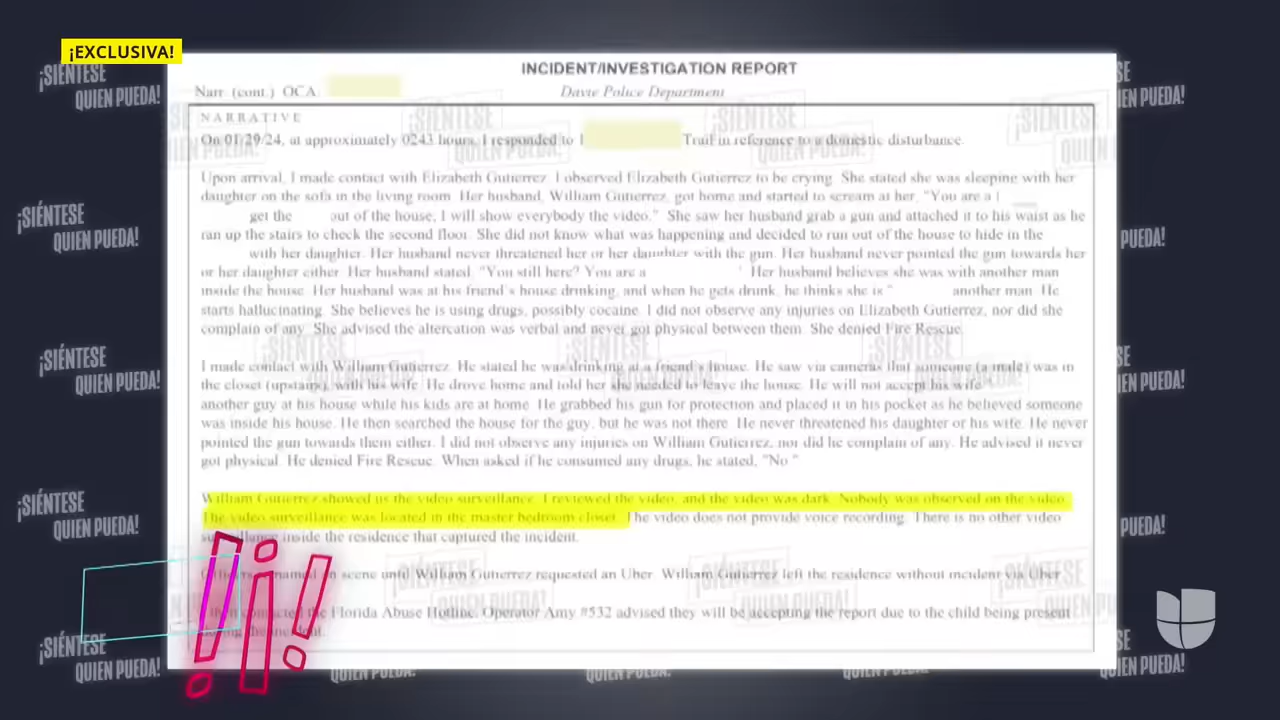 ¡EXCLUSIVA!
INCIDENT/INVESTIGATION REPORT
Narr. (cont.) OCA:
Davie Police Department
NARRATIVE
On 01/29/24, at approximately 0243 hours, I responded to 1 Trail in reference to a domestic disturbance.
Upon arrival, I made contact with Elizabeth Gutierrez. I observed Elizabeth Gutierrez to be crying. She stated she was sleeping with her
daughter on the sofa in the living room. Her husband, William Gutierrez, got home and started to scream at her, "You are a
get the out of the house, I will show everybody the video." She saw her husband grab a gun and attached it to his waist as he
ran up the stairs to check the second floor. She did not know what was happening and decided to run out of the house to hide in the
with her daughter. Her husband never threatened her or her daughter with the gun. Her husband never pointed the gun towards her
or her daughter either. Her husband stated. "You still here? You are a Her husband believes she was with another man
inside the house. Her husband was at his friend's house drinking, and when he gets drunk, he thinks she is " another man. He
starts hallucinating. She believes he is using drugs, possibly cocaine. I did not observe any injuries on Elizabeth Gutierrez, nor did she
complain of any. She advised the altercation was verbal and never got physical between them. She denied Fire Rescue.
I made contact with William Gutierrez. He stated he was drinking at a friend's house. He saw via cameras that someone (a male) was in
the closet (upstairs), with his wife. He drove home and told her she needed to leave the house. He will not accept his wife
another guy at his house while his kids are at home. He grabbed his gun for protection and placed it in his pocket as he believed someone
was inside his house. He then searched the house for the guy, but he was not there. He never threatened his daughter or his wife. He never
pointed the gun towards them either. I did not observe any injuries on William Gutierrez, nor did he complain of any. He advised it never
got physical. He denied Fire Rescue. When asked if he consumed any drugs, he stated, "No."
William Gutierrez showed us the video surveillance. I reviewed the video, and the video was dark. Nobody was observed on the video.
The video surveillance was located in the master bedroom closet. The video does not provide voice recording. There is no other video
surveillance inside the residence that captured the incident.
scene until William Gutierrez requested an Uber. William Gutierrez left the residence without incident via Uber
contacted the Florida Abuse Hotline. Operator Amy #532 advised they will be accepting the report due to the child being present
during the incident.
¡SIÉNTESE
QUIEN PUEDA!
¡SIÉNTESE
QUIEN PUEDA!
¡SIÉNTESE
QUIEN PUEDA!
¡SIÉNTESE
QUIEN PUEDA!
¡SIÉNTESE
QUIEN PUEDA!